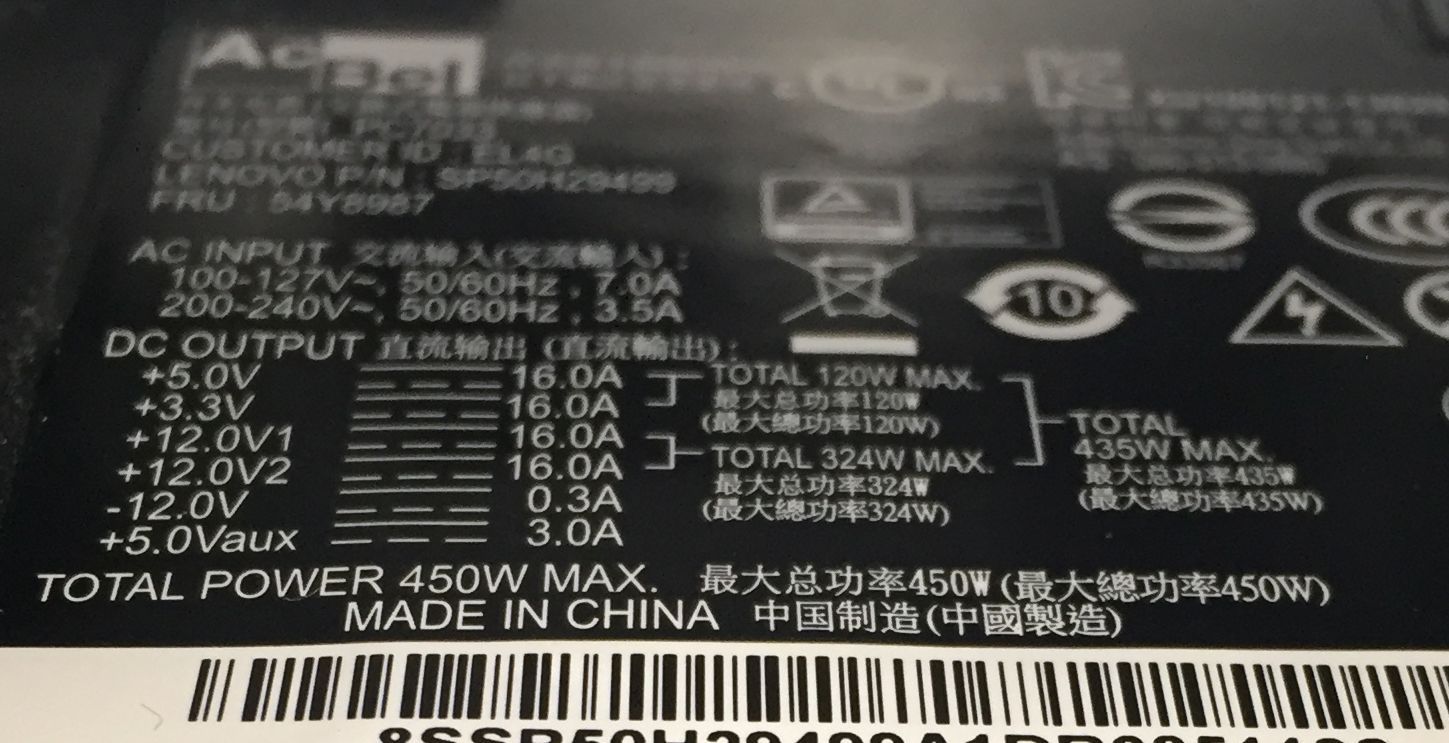 AcBel
CUSTOMER ID : EL4G
LENOVO P/N : SP50H29499
FRU : 54Y8987
AC INPUT 交流输入(交流輸入) :
100-127V~, 50/60Hz , 7.0A
200-240V~, 50/60Hz , 3.5A
10
DC OUTPUT 直流输出 (直流輸出) :
+5.0V 16.0A TOTAL 120W MAX.
最大总功率120W
+3.3V 16.0A
(最大總功率120W)
TOTAL
+12.0V1 16.0A
435W MAX.
+12.0V2 16.0A TOTAL 324W MAX.
最大总功率435W
最大总功率324W
(最大總功率435W)
-12.0V 0.3A
(最大總功率324W)
+5.0Vaux 3.0A
TOTAL POWER 450W MAX. 最大总功率450W (最大總功率450W)
MADE IN CHINA 中国制造(中國製造)